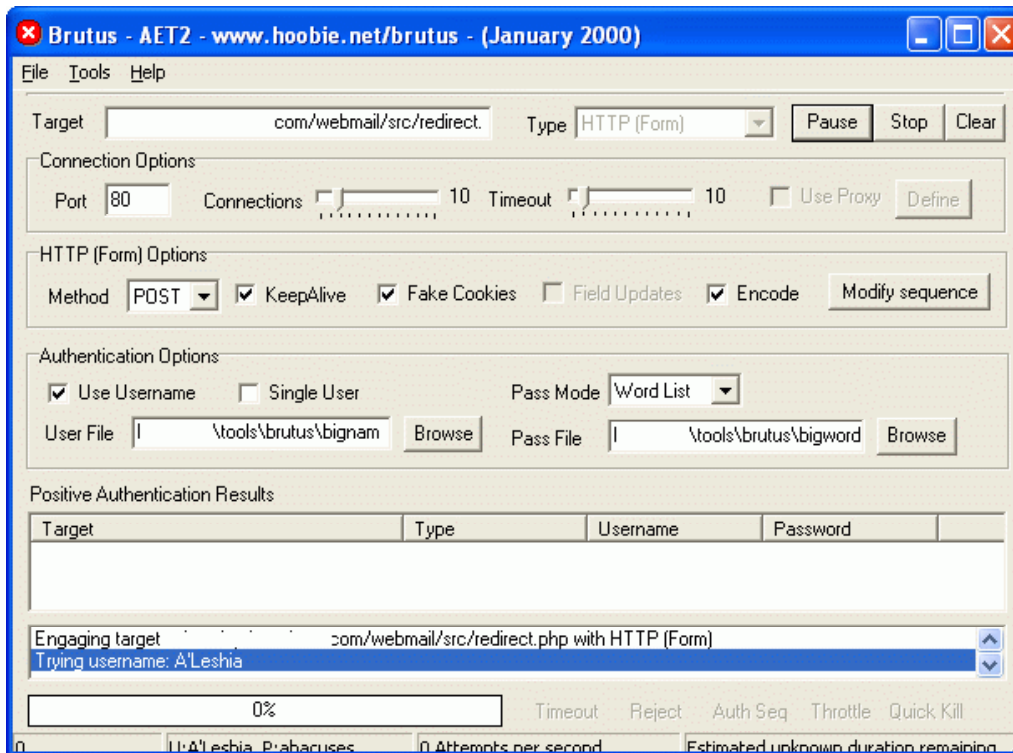 Brutus - AET2 - www.hoobie.net/brutus - (January 2000)
File Tools Help
Target com/webmail/src/redirect. Type HTTP (Form) Pause Stop Clear
Connection Options
Port 80 Connections 10 Timeout 10 Use Proxy Define
HTTP (Form) Options
Method POST KeepAlive Fake Cookies Field Updates Encode Modify sequence
Authentication Options
Use Username Single User Pass Mode Word List
User File \tools\brutus\bignam Browse Pass File \tools\brutus\bigword Browse
Positive Authentication Results
Target Type Username Password
Engaging target com/webmail/src/redirect.php with HTTP (Form)
Trying username: A'Leshia
0% Timeout Reject Auth Seq Throttle Quick Kill
0 U:A'Leshia P:abacuses 0 Attempts per second Estimated unknown duration remaining